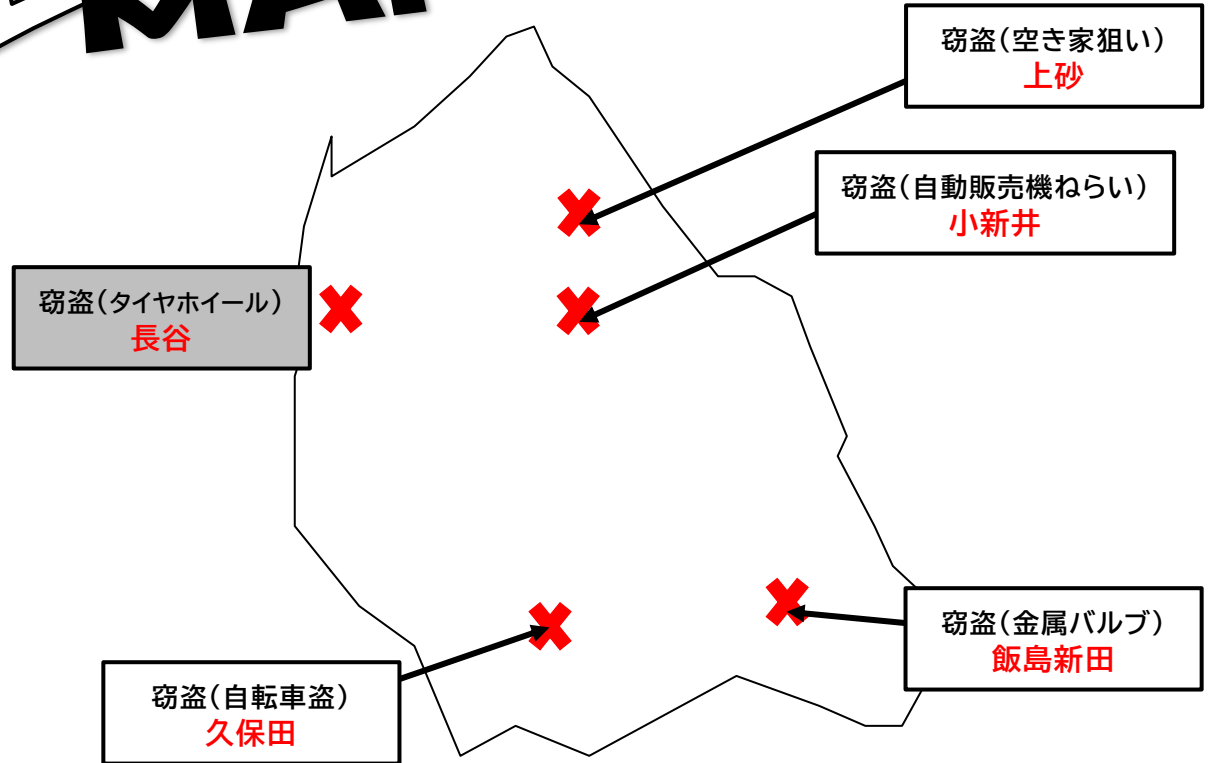 窃盗(空き家狙い)
上砂
窃盗(自動販売機ねらい)
小新井
窃盗(タイヤホイール)
長谷
窃盗(金属バルブ)
飯島新田
窃盗(自転車盗)
久保田